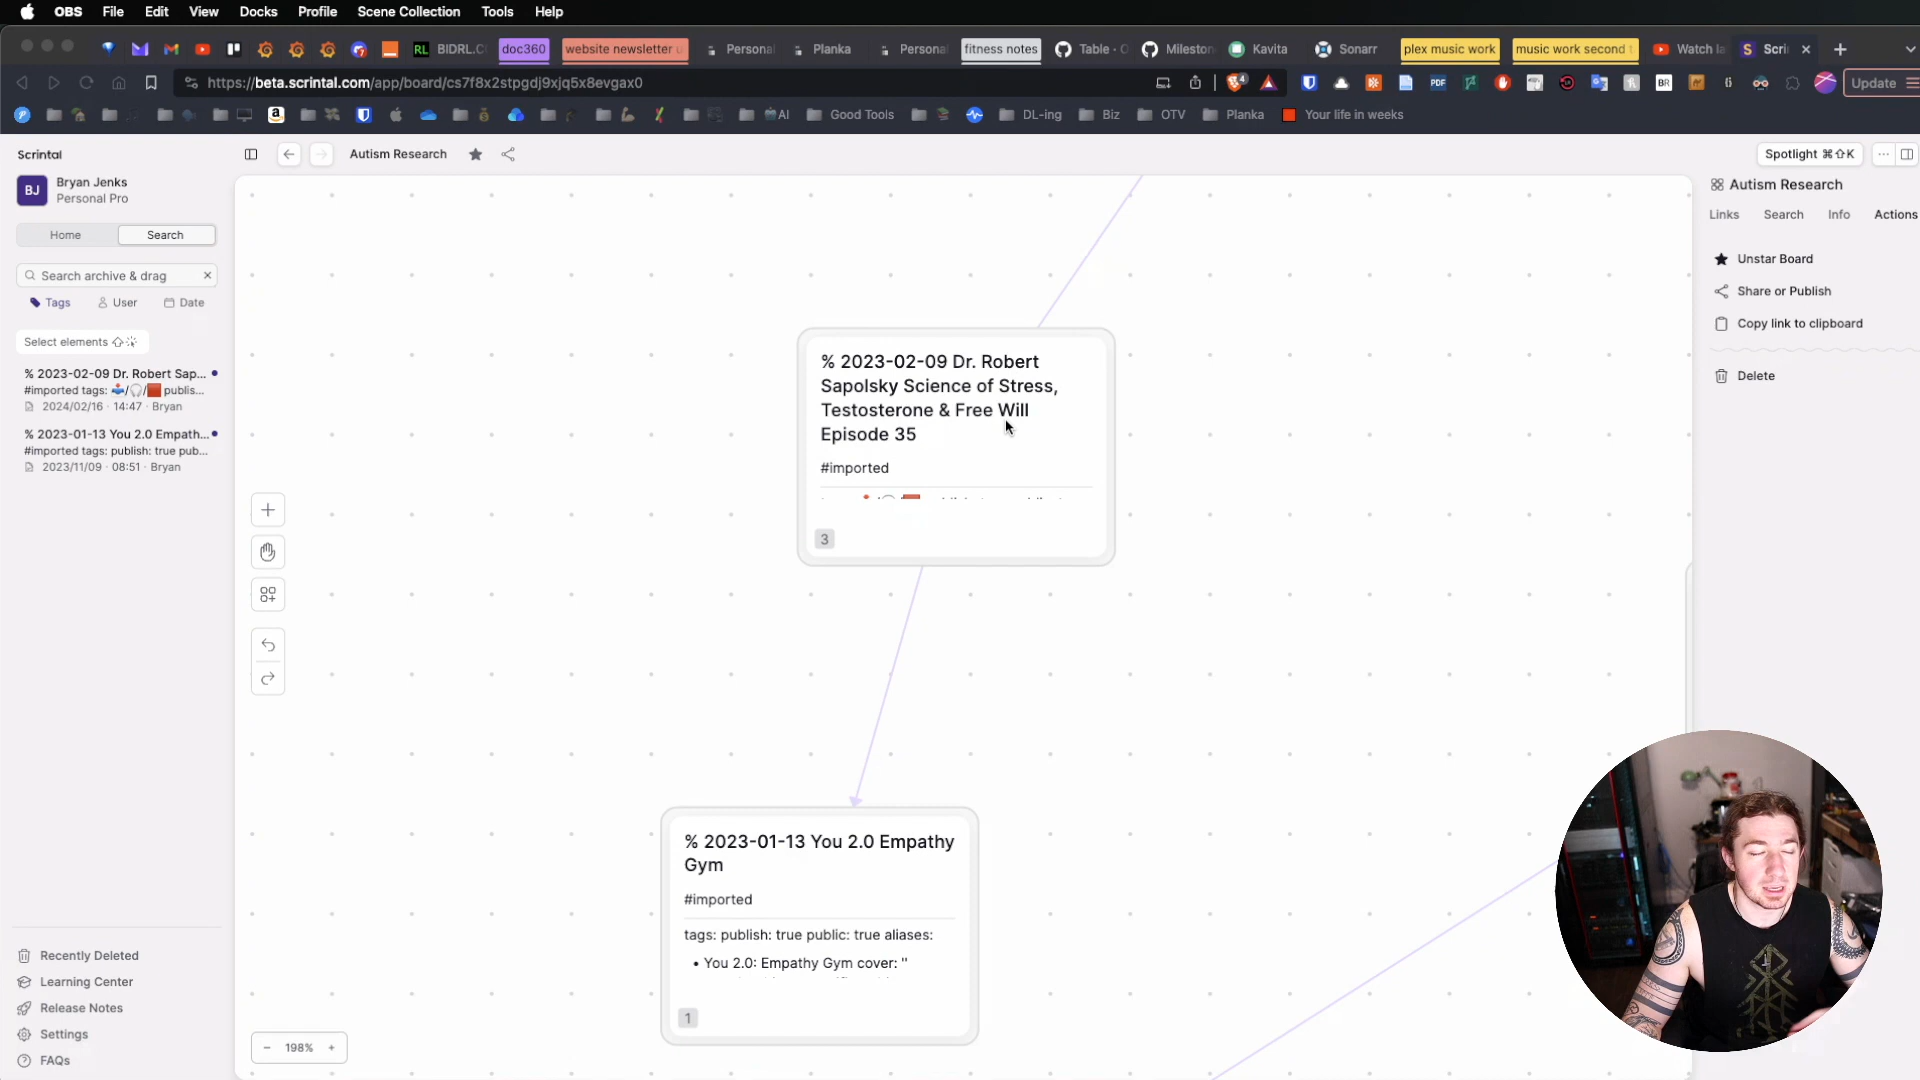 OBS File Edit View Docks Profile Scene Collection Tools Help
RL BIDRL.C doc360 website newsletter u Personal Planka Personal fitness notes Table · Mileston Kavita Sonarr plex music work music work second t Watch la Scri
https://beta.scrintal.com/app/board/cs7f8x2stpgdj9xjq5x8evgax0 4 PDF BR Update
AI Good Tools DL-ing Biz OTV Planka Your life in weeks
Scrintal
Autism Research
Spotlight ⌘⇧K
BJ
Bryan Jenks
Personal Pro
Autism Research
Links Search Info Actions
Home Search
Unstar Board
Search archive & drag
Share or Publish
Tags User Date
Copy link to clipboard
Select elements
Delete
% 2023-02-09 Dr. Robert Sap...
#imported tags: 📥/🎧/🟥 publis...
2024/02/16 · 14:47 · Bryan
% 2023-01-13 You 2.0 Empath...
#imported tags: publish: true pub...
2023/11/09 · 08:51 · Bryan
% 2023-02-09 Dr. Robert
Sapolsky Science of Stress,
Testosterone & Free Will
Episode 35
#imported
3
% 2023-01-13 You 2.0 Empathy
Gym
#imported
tags: publish: true public: true aliases:
• You 2.0: Empathy Gym cover: "
1
Recently Deleted
Learning Center
Release Notes
Settings
FAQs
− 198% +